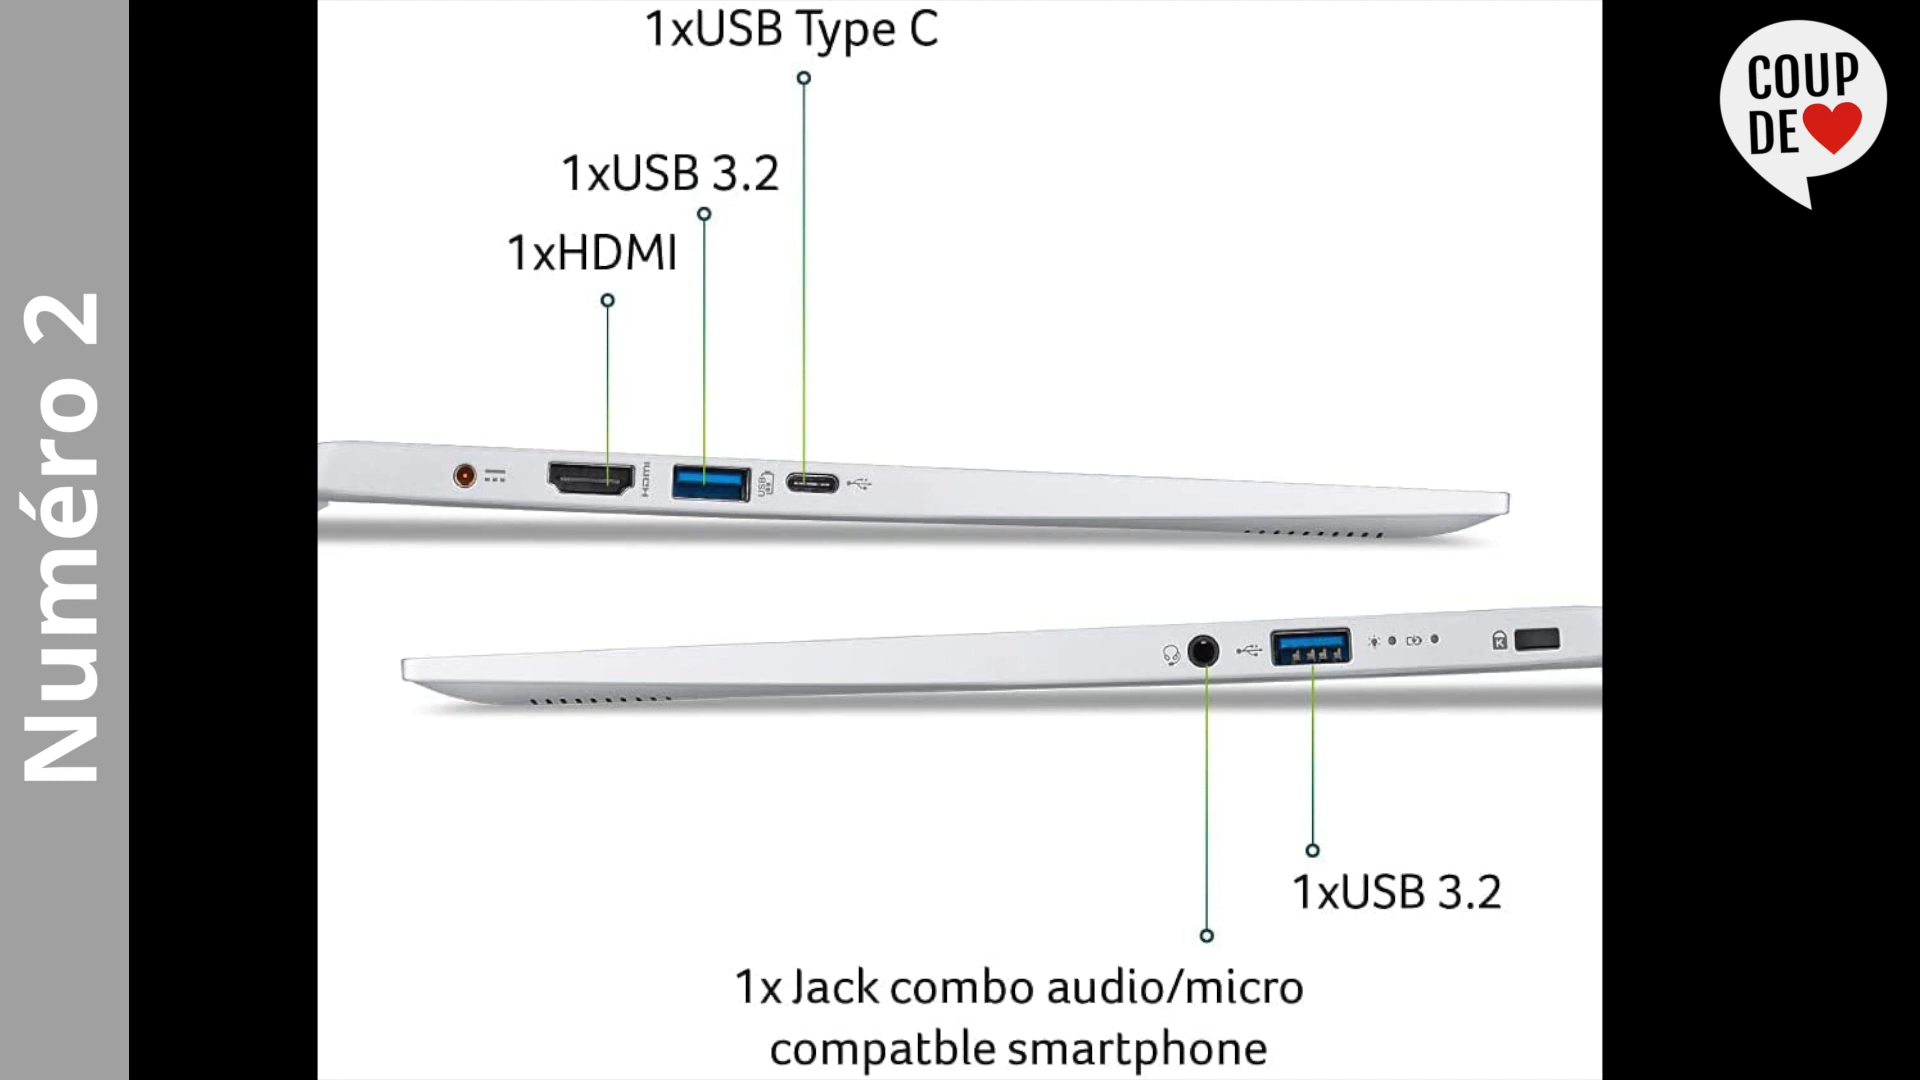 Numéro 2
1xUSB Type C
1xUSB 3.2
1xHDMI
HDMI
USB
1xUSB 3.2
1x Jack combo audio/micro
compatble smartphone
COUP
DE
K